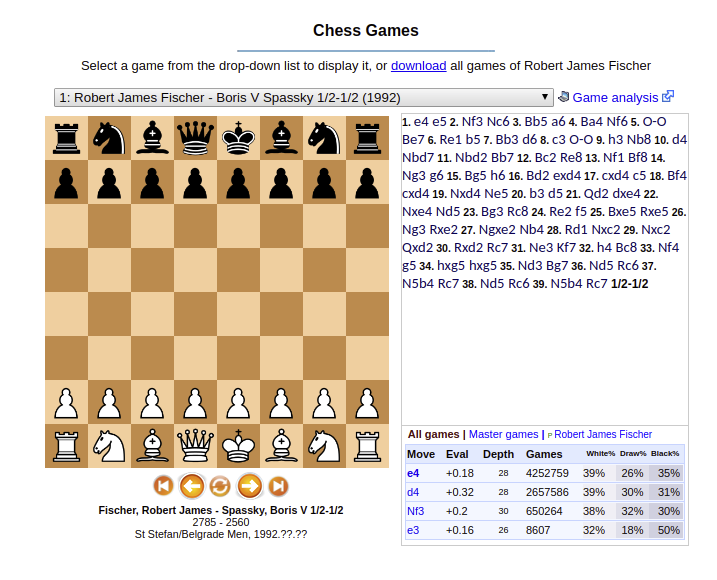 Chess Games
Select a game from the drop-down list to display it, or download all games of Robert James Fischer
1: Robert James Fischer - Boris V Spassky 1/2-1/2 (1992)
Game analysis
1. e4 e5 2. Nf3 Nc6 3. Bb5 a6 4. Ba4 Nf6 5. O-O
Be7 6. Re1 b5 7. Bb3 d6 8. c3 O-O 9. h3 Nb8 10. d4
Nbd7 11. Nbd2 Bb7 12. Bc2 Re8 13. Nf1 Bf8 14.
Ng3 g6 15. Bg5 h6 16. Bd2 exd4 17. cxd4 c5 18. Bf4
cxd4 19. Nxd4 Ne5 20. b3 d5 21. Qd2 dxe4 22.
Nxe4 Nd5 23. Bg3 Rc8 24. Re2 f5 25. Bxe5 Rxe5 26.
Ng3 Rxe2 27. Ngxe2 Nb4 28. Rd1 Nxc2 29. Nxc2
Qxd2 30. Rxd2 Rc7 31. Ne3 Kf7 32. h4 Bc8 33. Nf4
g5 34. hxg5 hxg5 35. Nd3 Bg7 36. Nd5 Rc6 37.
N5b4 Rc7 38. Nd5 Rc6 39. N5b4 Rc7 1/2-1/2
All games | Master games | P Robert James Fischer
Move Eval Depth Games White% Draw% Black%
e4 +0.18 28 4252759 39% 26% 35%
d4 +0.32 28 2657586 39% 30% 31%
Nf3 +0.2 30 650264 38% 32% 30%
e3 +0.16 26 8607 32% 18% 50%
Fischer, Robert James - Spassky, Boris V 1/2-1/2
2785 - 2560
St Stefan/Belgrade Men, 1992.??.??